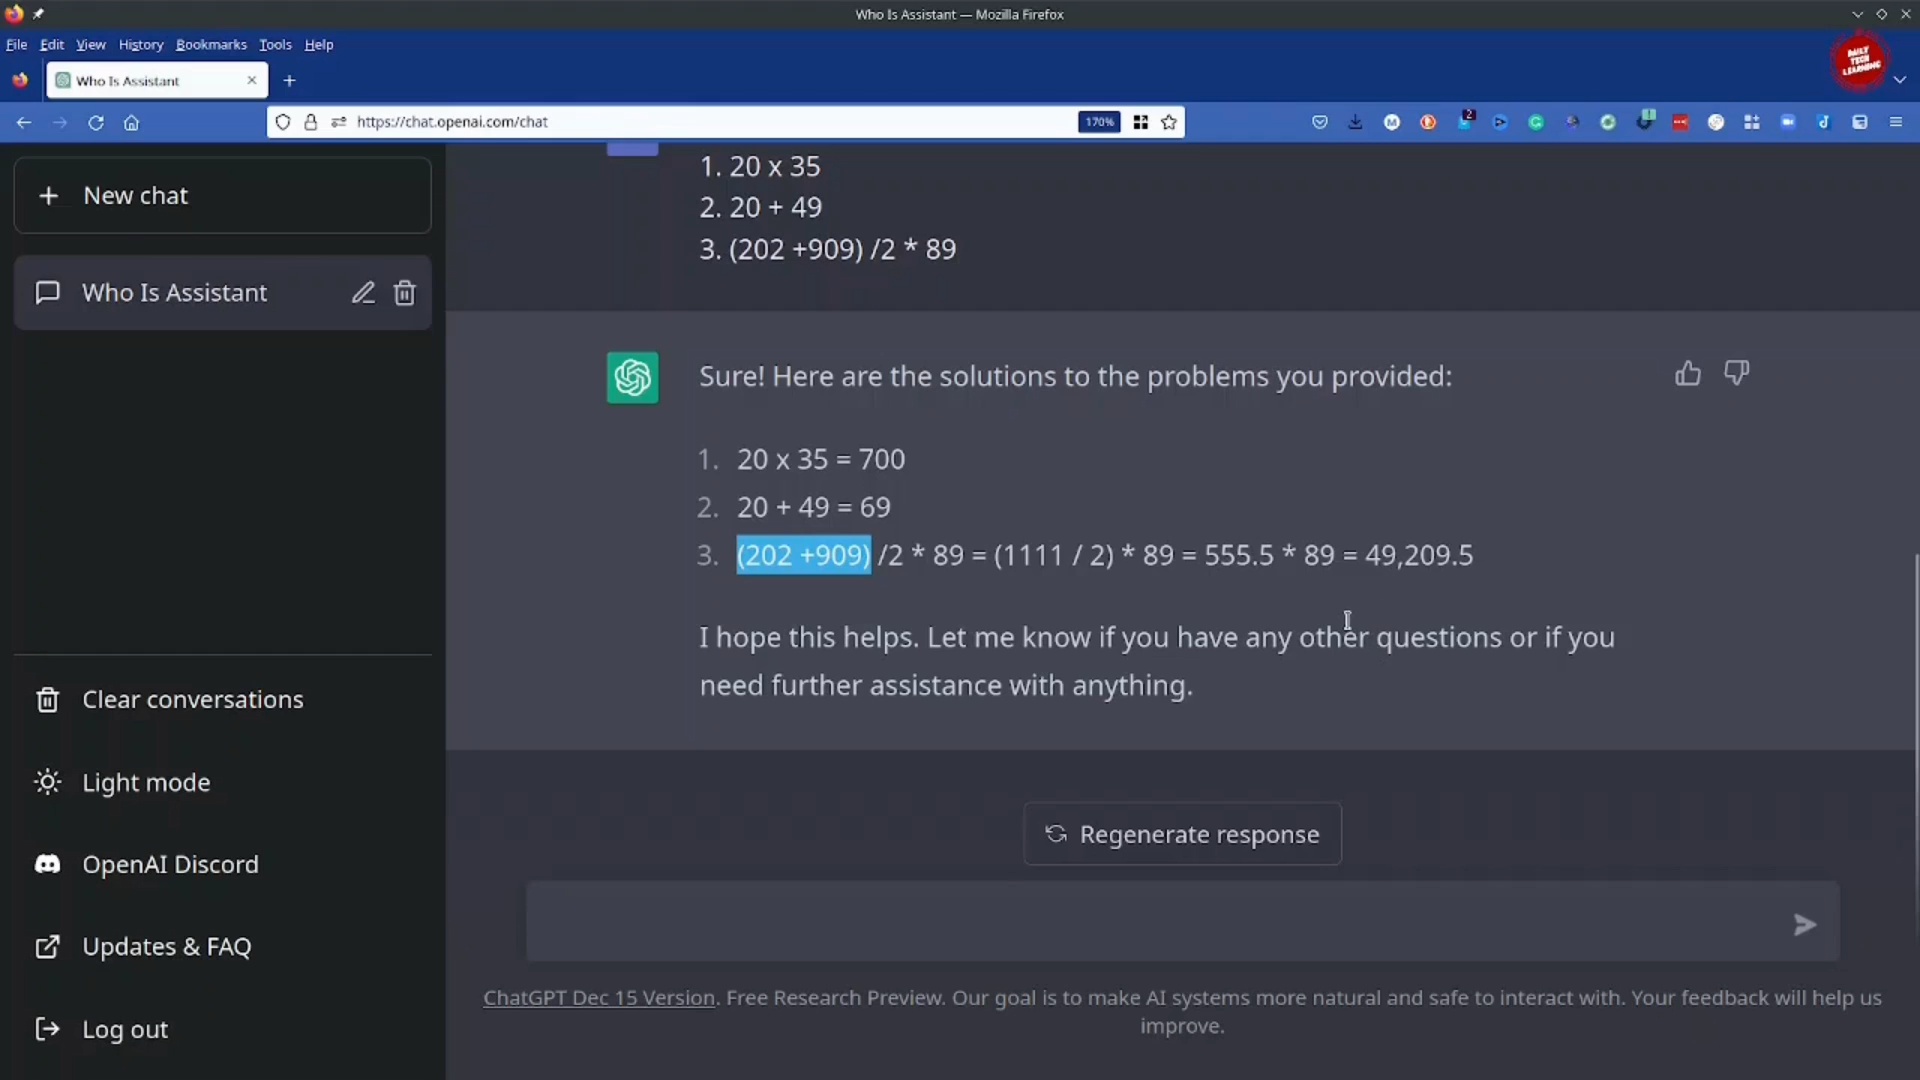 Who Is Assistant — Mozilla Firefox
File Edit View History Bookmarks Tools Help
DAILY
TECH
LEARNING
Who Is Assistant
https://chat.openai.com/chat
170%
2
New chat
Who Is Assistant
1. 20 x 35
2. 20 + 49
3. (202 +909) /2 * 89
Sure! Here are the solutions to the problems you provided:
1. 20 x 35 = 700
2. 20 + 49 = 69
3. (202 +909) /2 * 89 = (1111 / 2) * 89 = 555.5 * 89 = 49,209.5
I hope this helps. Let me know if you have any other questions or if you
need further assistance with anything.
Clear conversations
Light mode
OpenAI Discord
Updates & FAQ
Log out
Regenerate response
ChatGPT Dec 15 Version. Free Research Preview. Our goal is to make AI systems more natural and safe to interact with. Your feedback will help us
improve.